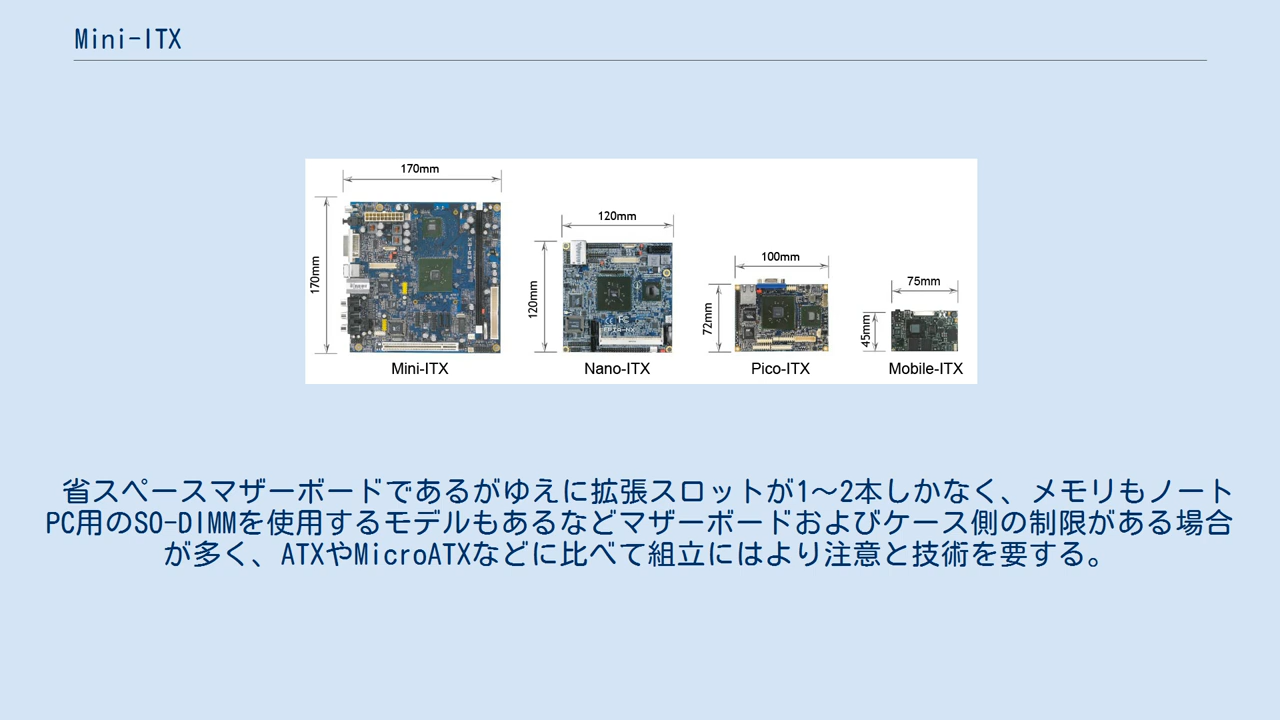 Mini-ITX
170mm
170mm
Mini-ITX
120mm
120mm
EPIA-NX
Nano-ITX
100mm
72mm
Pico-ITX
75mm
45mm
Mobile-ITX
省スペースマザーボードであるがゆえに拡張スロットが1～2本しかなく、メモリもノート
PC用のSO-DIMMを使用するモデルもあるなどマザーボードおよびケース側の制限がある場合
が多く、ATXやMicroATXなどに比べて組立にはより注意と技術を要する。